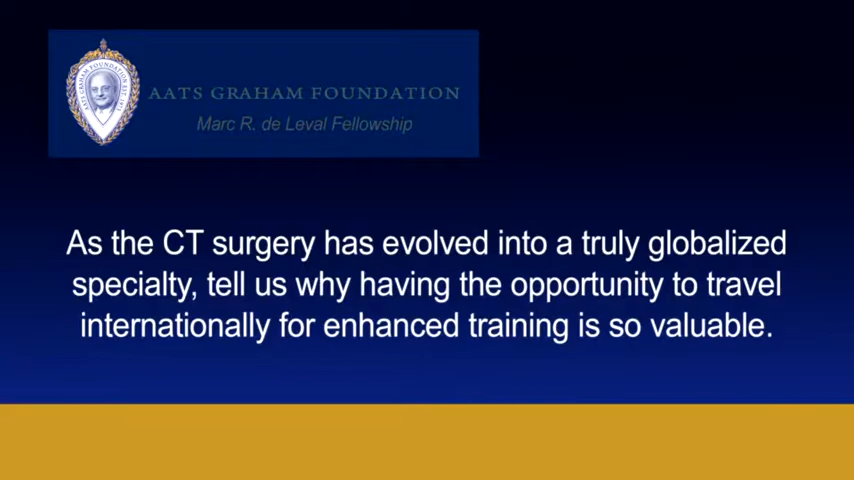 AATS GRAHAM FOUNDATION
Marc R. de Leval Fellowship
As the CT surgery has evolved into a truly globalized
specialty, tell us why having the opportunity to travel
internationally for enhanced training is so valuable.